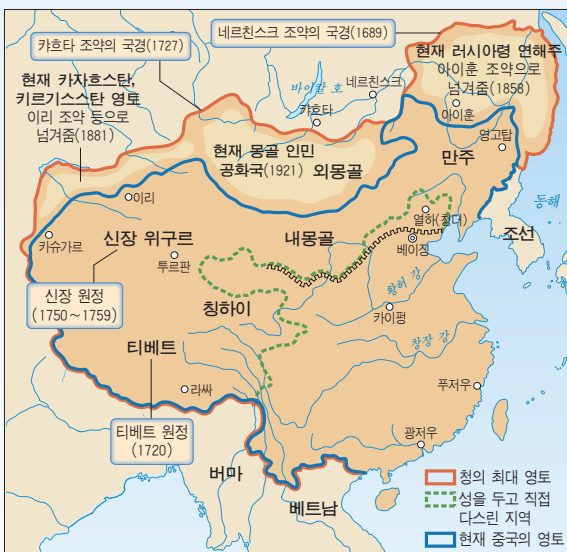 네르친스크 조약의 국경(1689)
캬흐타 조약의 국경(1727)
현재 러시아령 연해주
아이훈 조약으로
넘겨줌(1858)
현재 카자흐스탄,
키르기스스탄 영토
이리 조약 등으로
넘겨줌(1881)
바이칼 호
네르친스크
캬흐타
아이훈
영고탑
만주
현재 몽골 인민
공화국(1921) 외몽골
이리
카슈가르
신장 위구르
투르판
내몽골
열하(청더)
베이징
동해
조선
신장 원정
(1750~1759)
칭하이
황허 강
카이펑
창장 강
티베트
라싸
푸저우
티베트 원정
(1720)
광저우
버마
베트남
청의 최대 영토
성을 두고 직접
다스린 지역
현재 중국의 영토